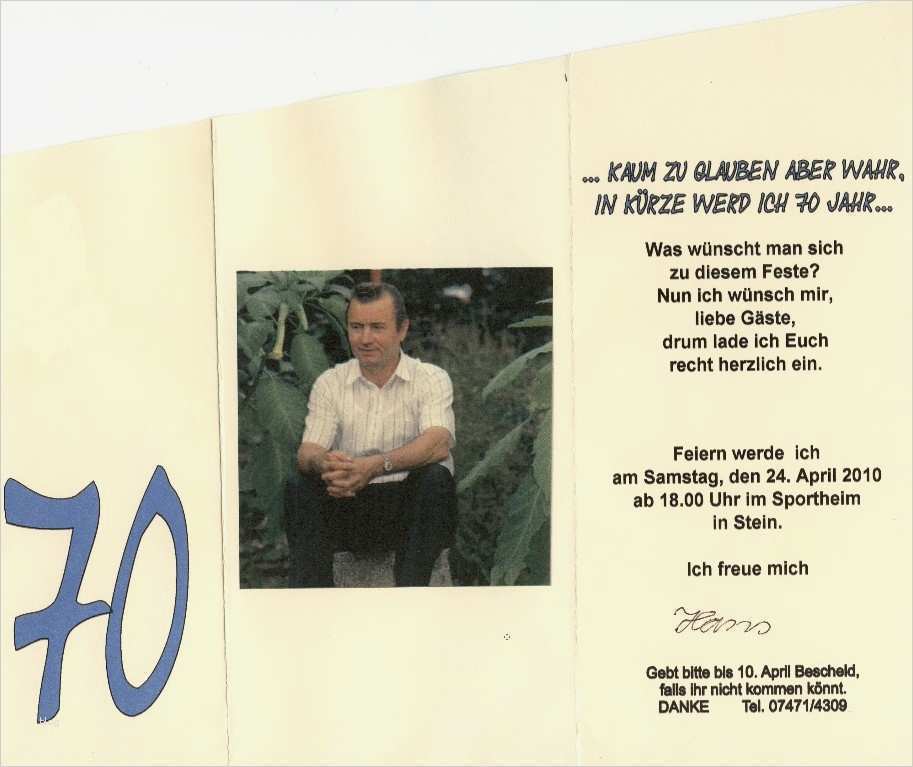 70
... KAUM ZU GLAUBEN ABER WAHR,
IN KÜRZE WERD ICH 70 JAHR...
Was wünscht man sich
zu diesem Feste?
Nun ich wünsch mir,
liebe Gäste,
drum lade ich Euch
recht herzlich ein.
Feiern werde ich
am Samstag, den 24. April 2010
ab 18.00 Uhr im Sportheim
in Stein.
Ich freue mich
Hans
Gebt bitte bis 10. April Bescheid,
falls ihr nicht kommen könnt.
DANKE Tel. 07471/4309